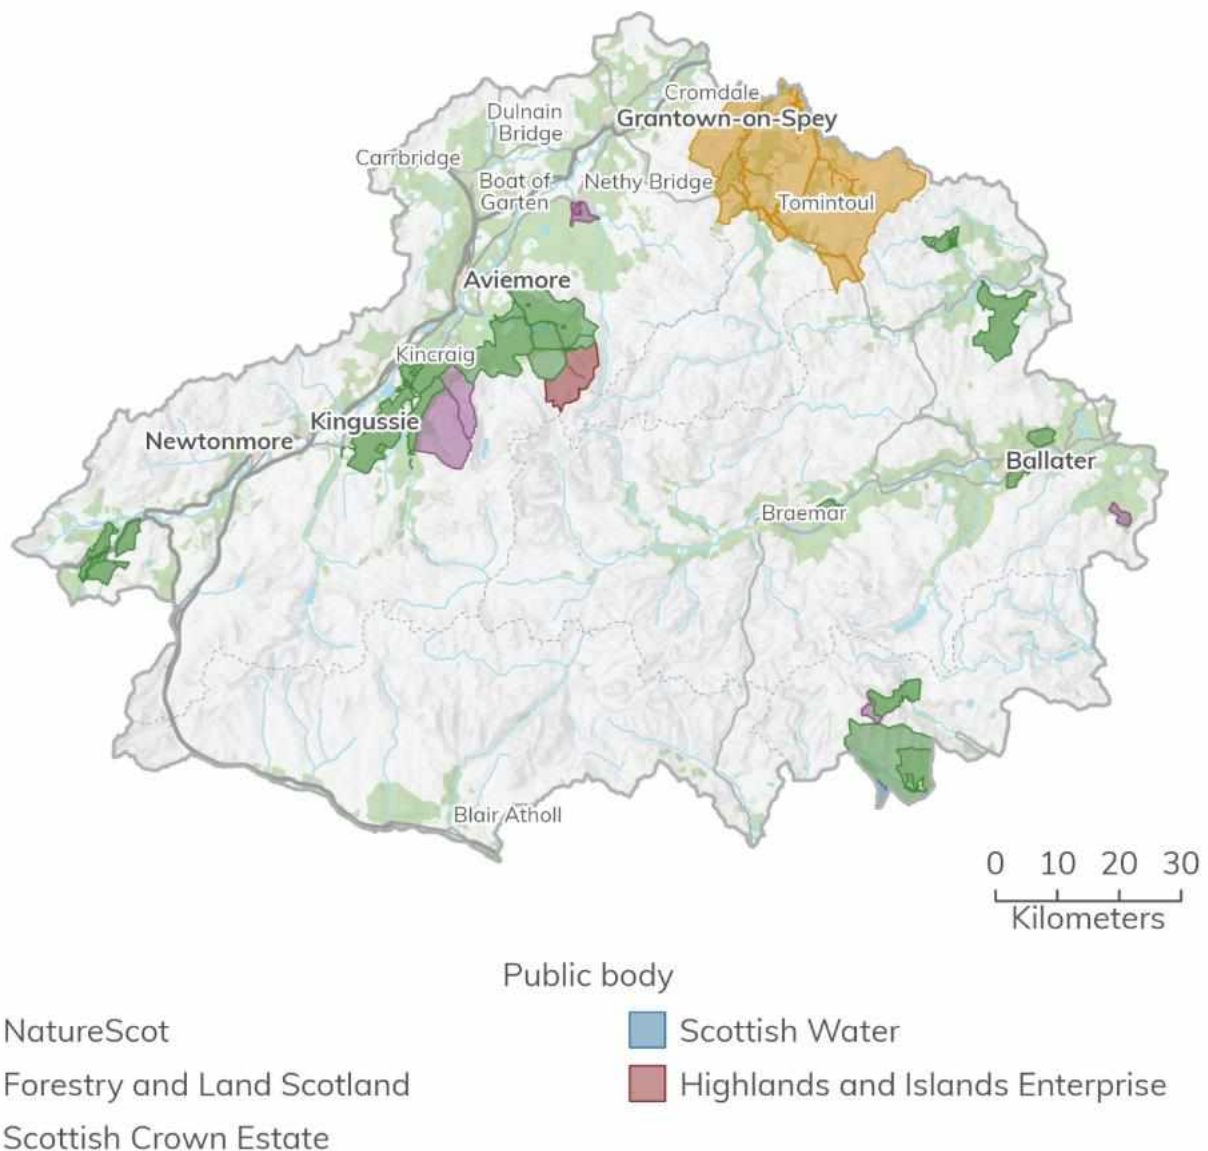 Cromdale
Dulnain
Bridge
Grantown-on-Spey
Carrbridge
Boat of
Garten
Nethy Bridge
Tomintoul
Aviemore
Kincraig
Kingussie
Newtonmore
Ballater
Braemar
Blair Atholl
0 10 20 30
Kilometers
Public body
NatureScot
Scottish Water
Forestry and Land Scotland
Highlands and Islands Enterprise
Scottish Crown Estate